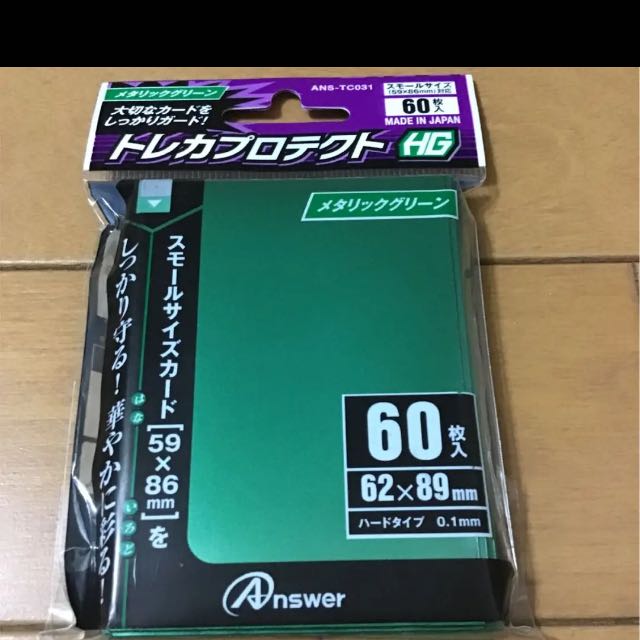 メタリックグリーン
ANS-TC031
スモールサイズ
(59×86mm)対応
60枚入
MADE IN JAPAN
大切なカードを
しっかりガード!
トレカプロテクト HG
メタリックグリーン
スモールサイズカード[59×86mm]を
しっかり守る!華やかに彩る!
はな
いろど
60枚入
62×89mm
ハードタイプ 0.1mm
Answer